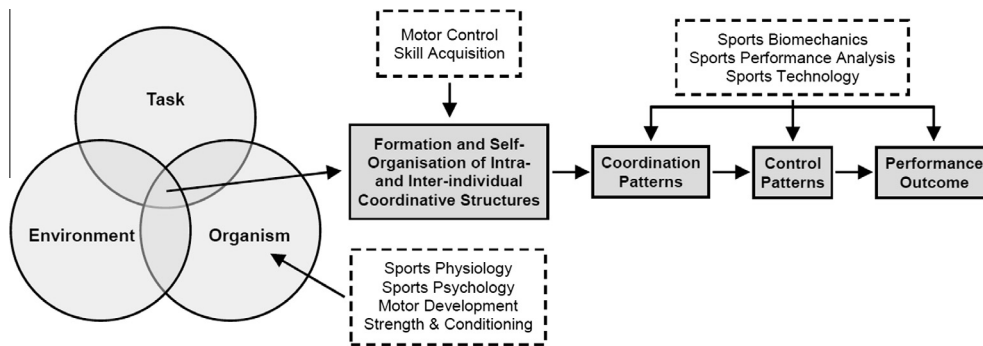 Task
Environment
Organism
Motor Control
Skill Acquisition
Formation and Self-
Organisation of Intra-
and Inter-individual
Coordinative Structures
Sports Physiology
Sports Psychology
Motor Development
Strength & Conditioning
Sports Biomechanics
Sports Performance Analysis
Sports Technology
Coordination
Patterns
Control
Patterns
Performance
Outcome